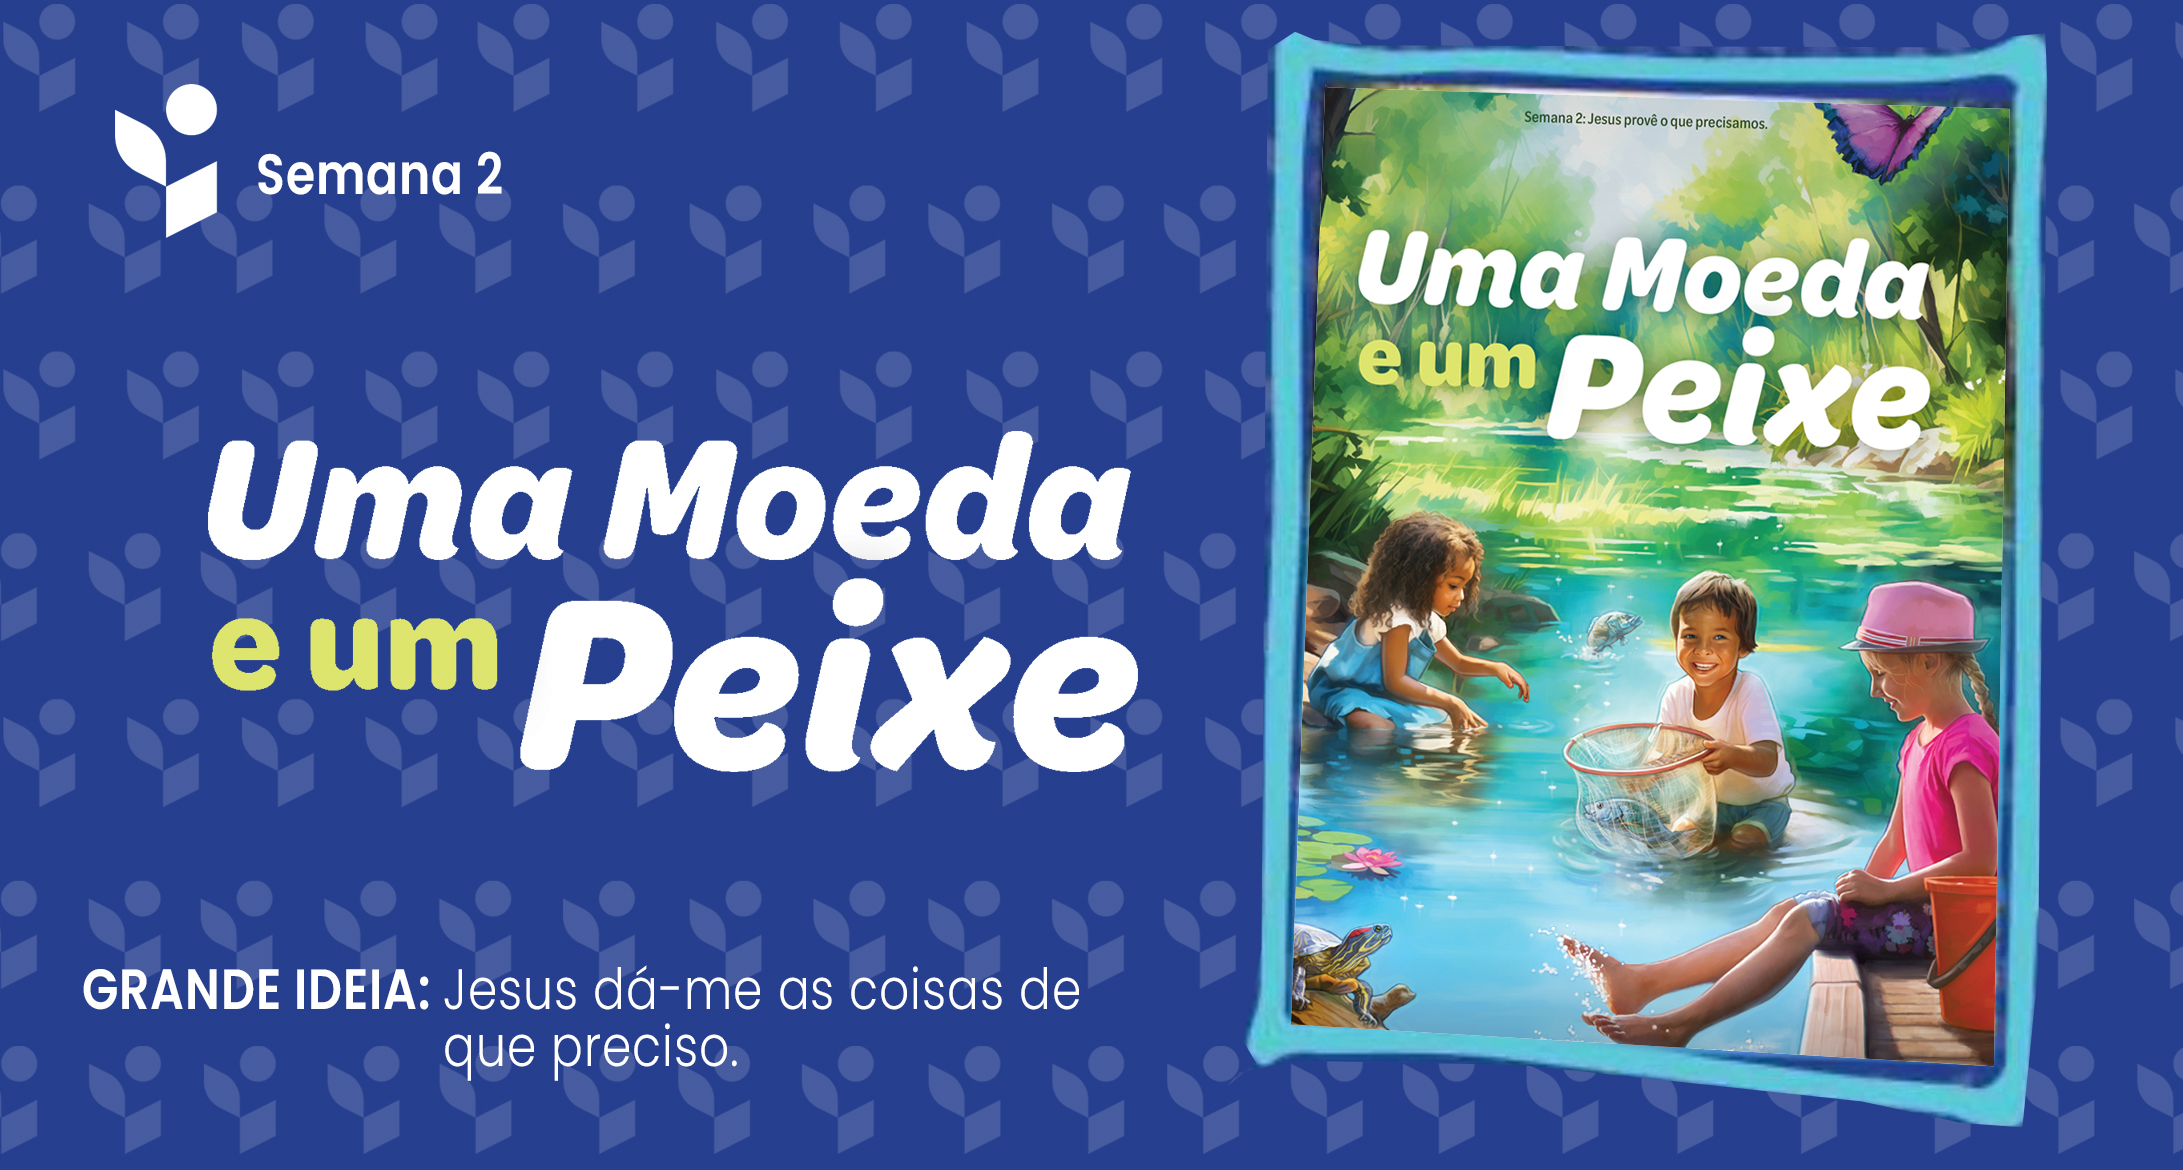 Semana 2
Uma Moeda
e um Peixe
GRANDE IDEIA: Jesus dá-me as coisas de
que preciso.
Semana 2: Jesus provê o que precisamos.
Uma Moeda
e um Peixe